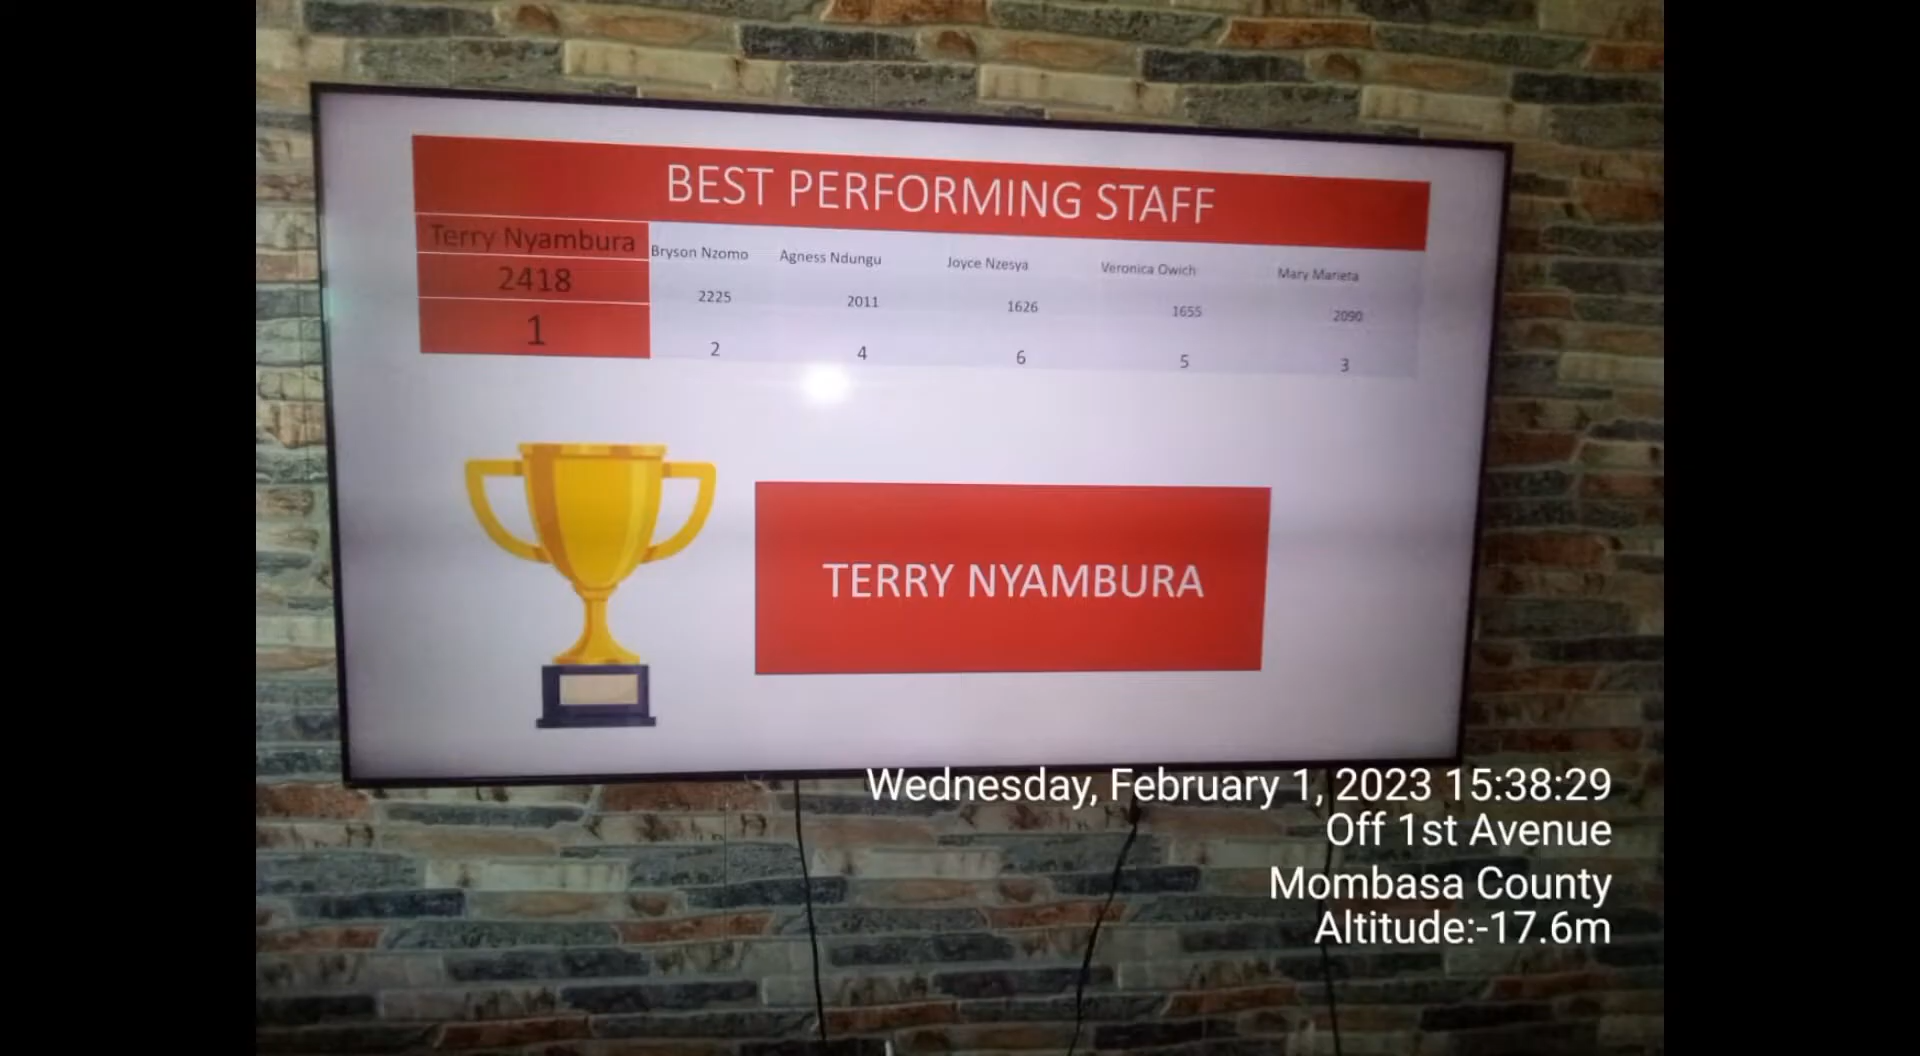 BEST PERFORMING STAFF
Terry Nyambura Bryson Nzomo Agness Ndungu Joyce Nzesya Veronica Owich Mary Marieta
2418 2225 2011 1626 1655 2090
1 2 4 6 5 3
TERRY NYAMBURA
Wednesday, February 1, 2023 15:38:29
Off 1st Avenue
Mombasa County
Altitude:-17.6m